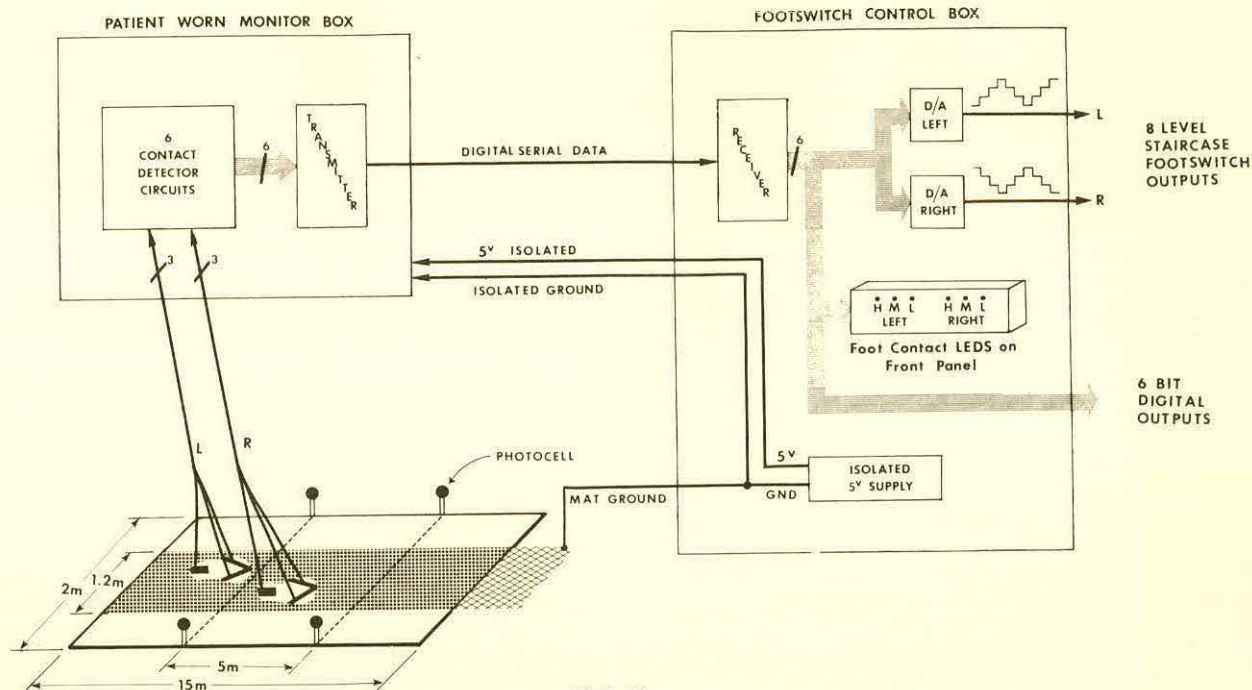 PATIENT WORN MONITOR BOX
FOOTSWITCH CONTROL BOX
6
CONTACT
DETECTOR
CIRCUITS
6
TRANSMITTER
DIGITAL SERIAL DATA
RECEIVER
6
D/A
LEFT
L
D/A
RIGHT
R
8 LEVEL
STAIRCASE
FOOTSWITCH
OUTPUTS
3
3
5V ISOLATED
ISOLATED GROUND
H M L
LEFT
H M L
RIGHT
Foot Contact LEDS on
Front Panel
6 BIT
DIGITAL
OUTPUTS
L
R
PHOTOCELL
5V
GND
ISOLATED
5V SUPPLY
MAT GROUND
2m
1.2m
5m
15m